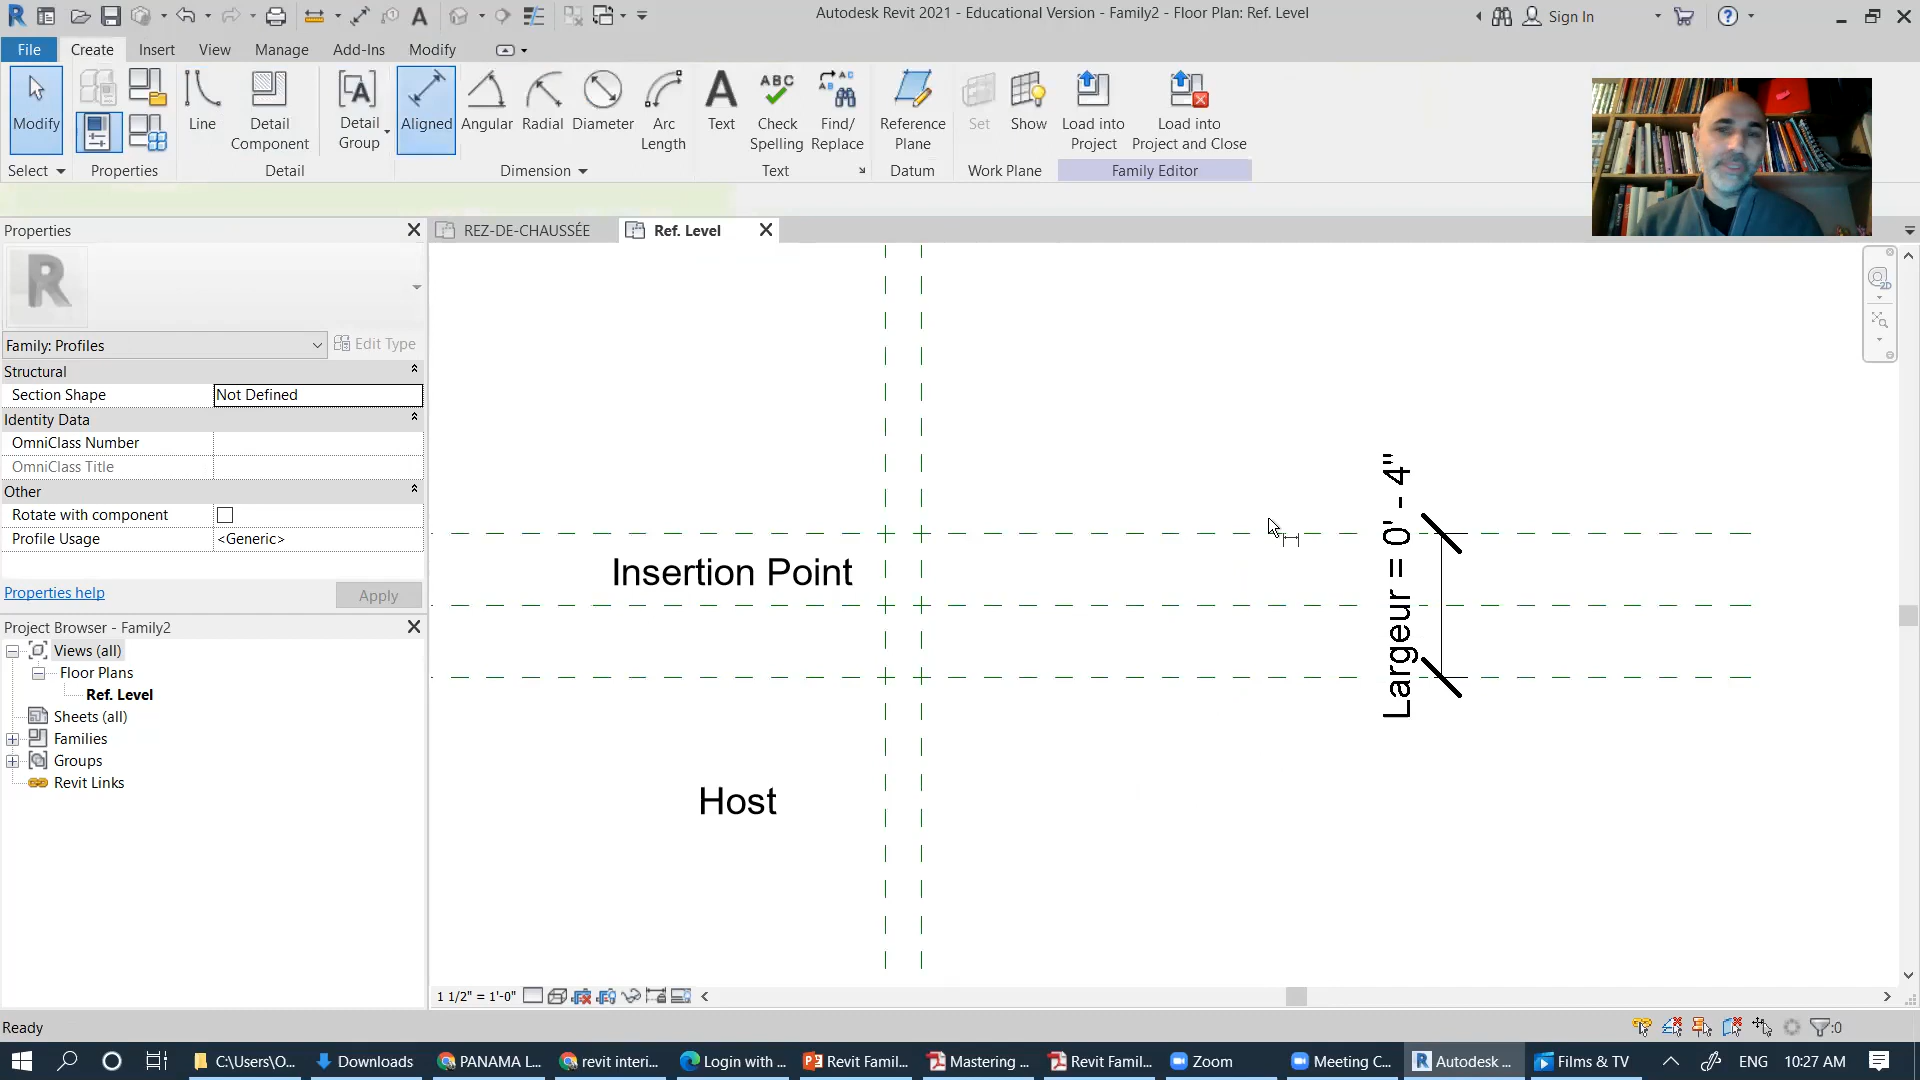 Autodesk Revit 2021 - Educational Version - Family2 - Floor Plan: Ref. Level
Sign In
File Create Insert View Manage Add-Ins Modify
Modify
Line
Detail Component
Detail Group
Aligned
Angular
Radial
Diameter
Arc Length
Text
Check Spelling
Find/ Replace
Reference Plane
Set
Show
Load into Project
Load into Project and Close
Select Properties Detail Dimension Text Datum Work Plane Family Editor
Properties
REZ-DE-CHAUSSÉE
Ref. Level
R
Family: Profiles
Edit Type
Structural
Section Shape Not Defined
Identity Data
OmniClass Number
OmniClass Title
Other
Rotate with component
Profile Usage <Generic>
Properties help
Apply
Project Browser - Family2
Views (all)
Floor Plans
Ref. Level
Sheets (all)
Families
Groups
Revit Links
Insertion Point
Host
Largeur = 0' - 4"
1 1/2" = 1'-0"
Ready
:0
C:\Users\O...
Downloads
PANAMA L...
revit interi...
Login with ...
Revit Famil...
Mastering ...
Revit Famil...
Zoom
Meeting C...
Autodesk ...
Films & TV
ENG
10:27 AM